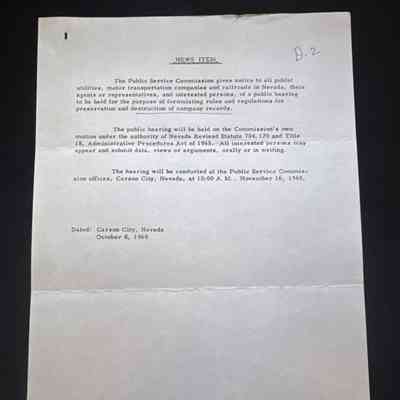 D-2
NEWS ITEM
The Public Service Commission gives notice to all public
utilities, motor transportation companies and railroads in Nevada, their
agents or representatives, and interested persons, of a public hearing
to be held for the purpose of formulating rules and regulations for
preservation and destruction of company records.
The public hearing will be held on the Commission's own
motion under the authority of Nevada Revised Statute 704.170 and Title
18, Administrative Procedures Act of 1965. All interested persons may
appear and submit data, views or arguments, orally or in writing.
The hearing will be conducted at the Public Service Commis-
sion offices, Carson City, Nevada, at 10:00 A. M., November 10,
Dated: Carson City, Nevada
October 8,